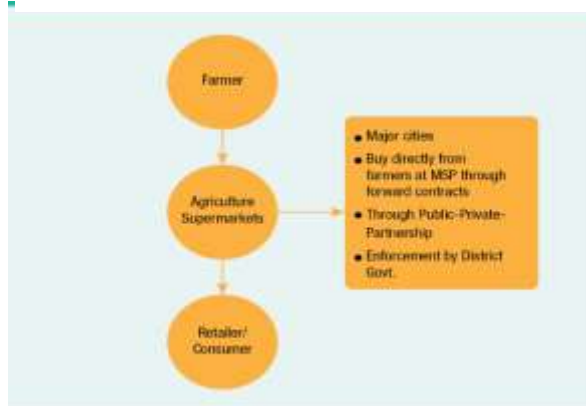 Farmer
Agriculture
Supermarkets
● Major cities
● Buy directly from
farmers at MSP through
forward contracts
● Through Public-Private-
Partnership
● Enforcement by District
Govt.
Retailer/
Consumer